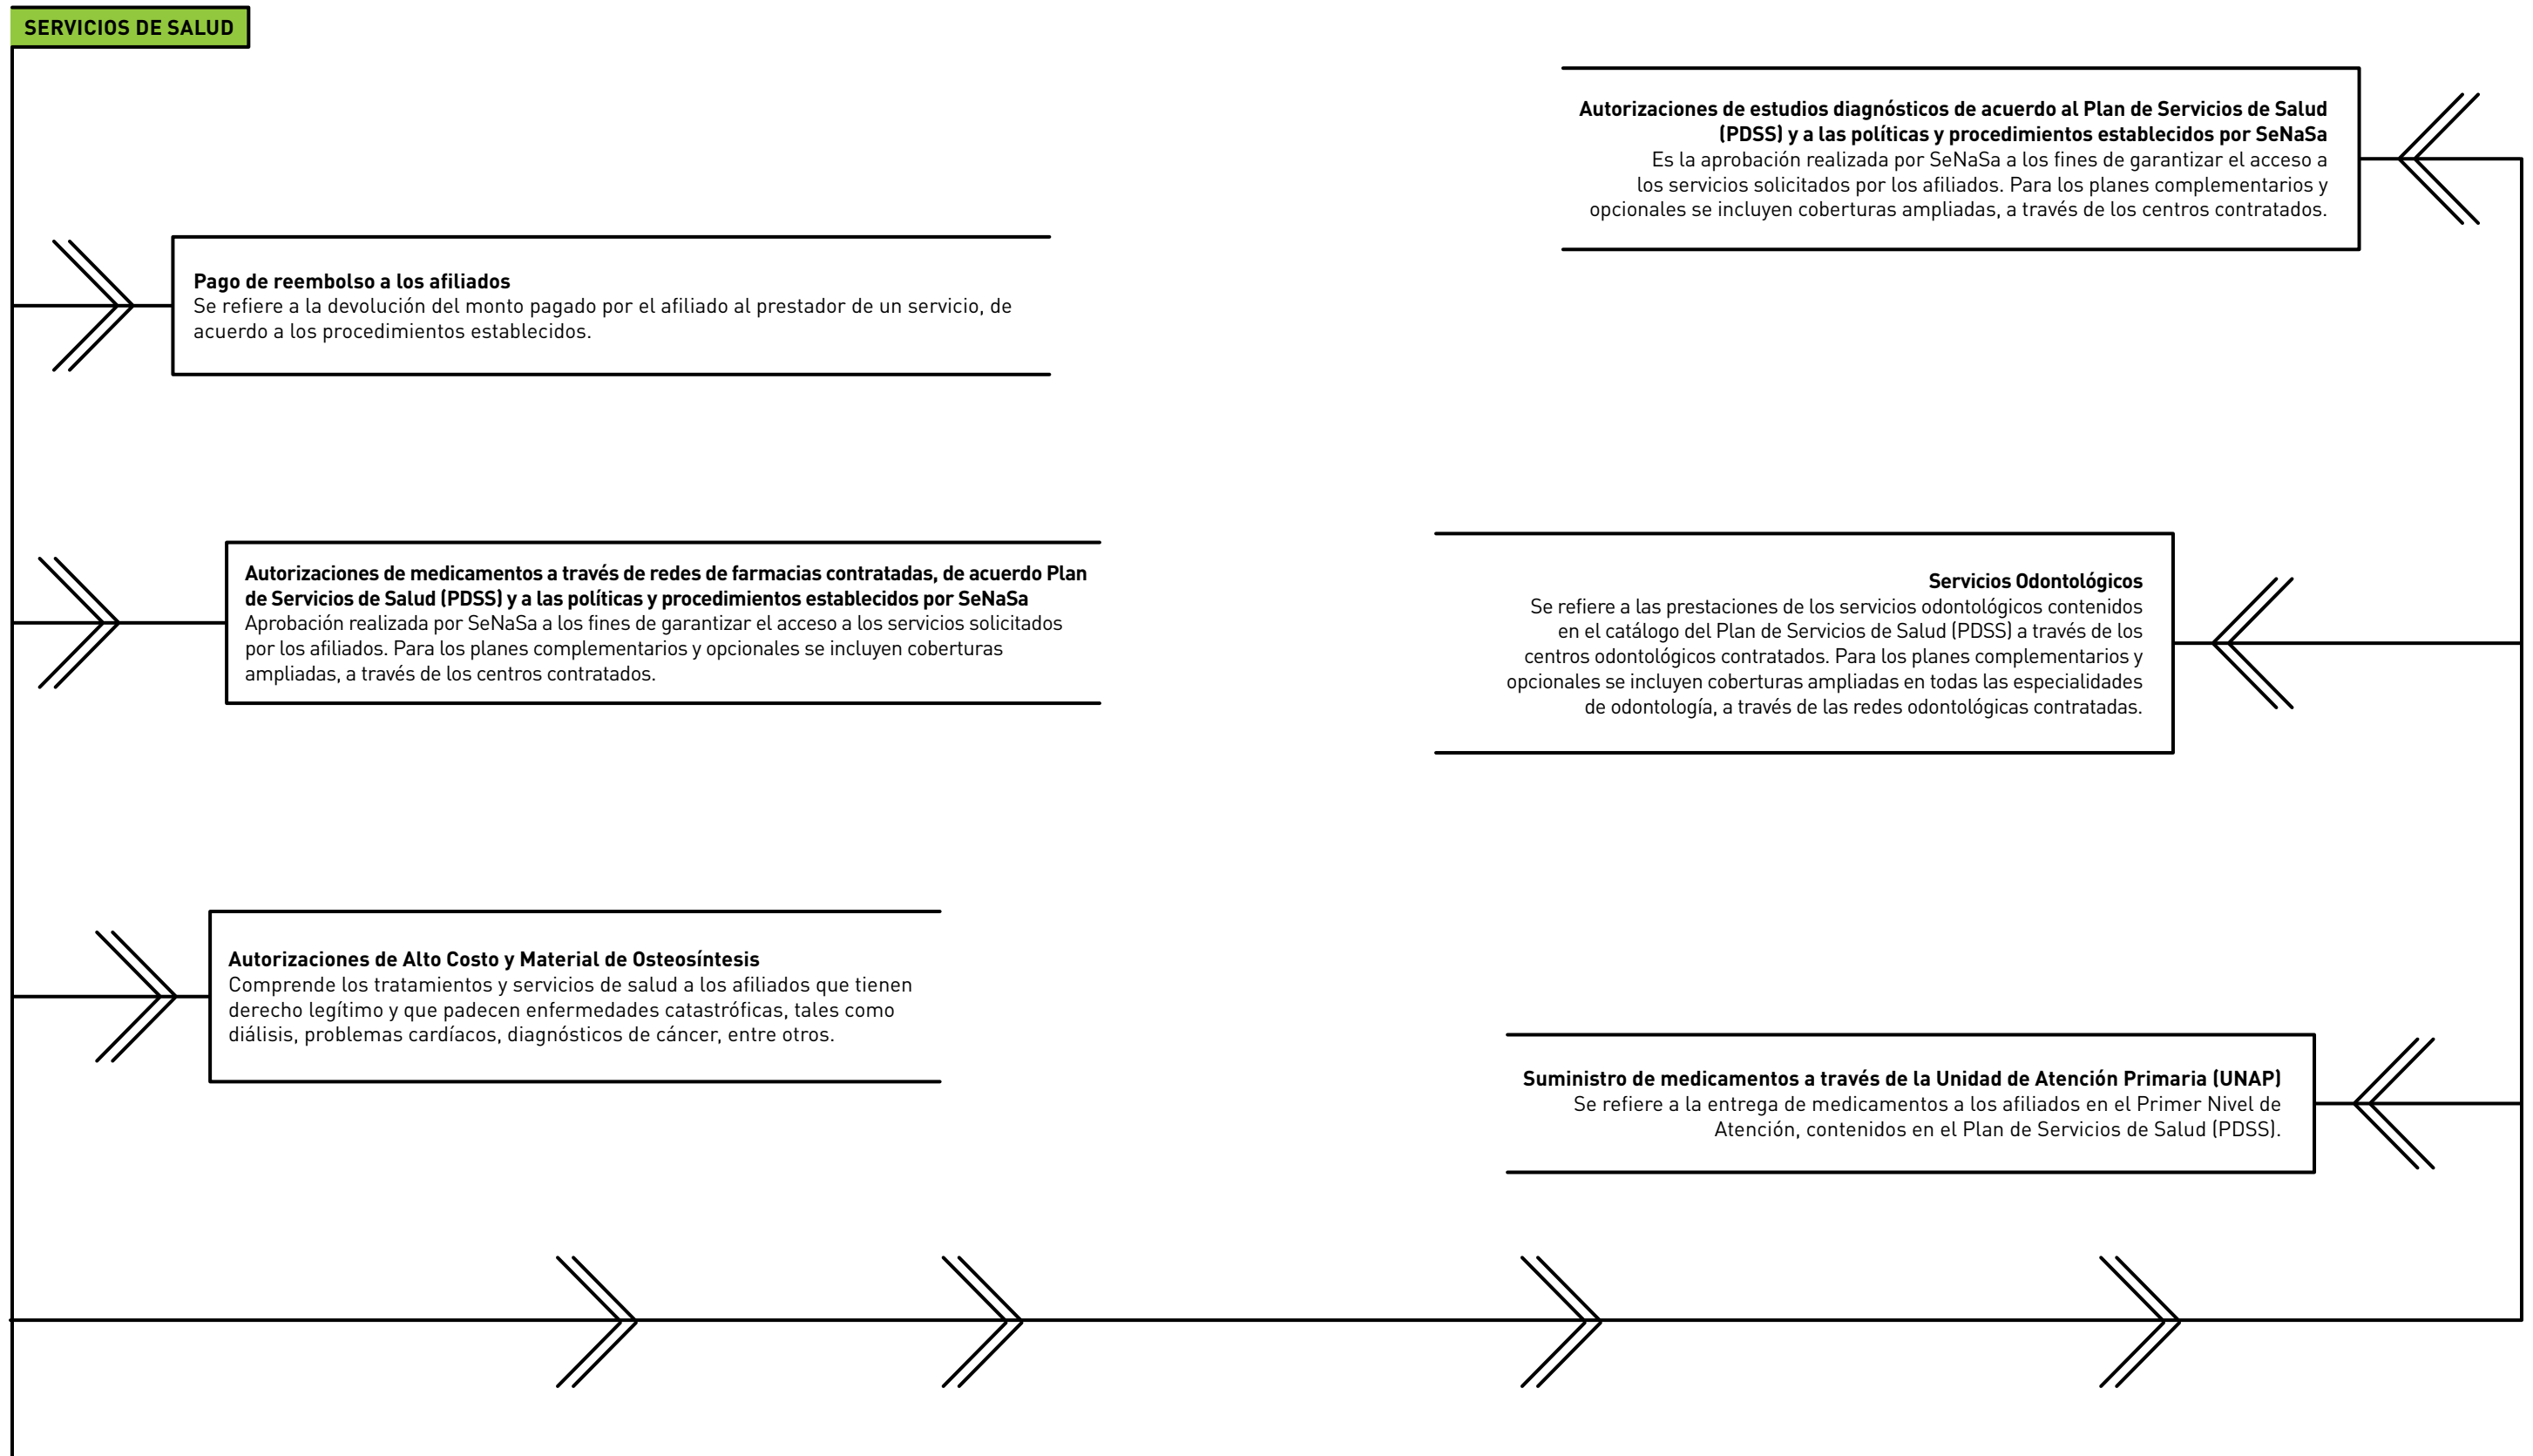 SERVICIOS DE SALUD
Pago de reembolso a los afiliados
Se refiere a la devolución del monto pagado por el afiliado al prestador de un servicio, de
acuerdo a los procedimientos establecidos.
Autorizaciones de medicamentos a través de redes de farmacias contratadas, de acuerdo Plan
de Servicios de Salud (PDSS) y a las políticas y procedimientos establecidos por SeNaSa
Aprobación realizada por SeNaSa a los fines de garantizar el acceso a los servicios solicitados
por los afiliados. Para los planes complementarios y opcionales se incluyen coberturas
ampliadas, a través de los centros contratados.
Autorizaciones de Alto Costo y Material de Osteosíntesis
Comprende los tratamientos y servicios de salud a los afiliados que tienen
derecho legítimo y que padecen enfermedades catastróficas, tales como
diálisis, problemas cardíacos, diagnósticos de cáncer, entre otros.
Autorizaciones de estudios diagnósticos de acuerdo al Plan de Servicios de Salud
(PDSS) y a las políticas y procedimientos establecidos por SeNaSa
Es la aprobación realizada por SeNaSa a los fines de garantizar el acceso a
los servicios solicitados por los afiliados. Para los planes complementarios y
opcionales se incluyen coberturas ampliadas, a través de los centros contratados.
Servicios Odontológicos
Se refiere a las prestaciones de los servicios odontológicos contenidos
en el catálogo del Plan de Servicios de Salud (PDSS) a través de los
centros odontológicos contratados. Para los planes complementarios y
opcionales se incluyen coberturas ampliadas en todas las especialidades
de odontología, a través de las redes odontológicas contratadas.
Suministro de medicamentos a través de la Unidad de Atención Primaria (UNAP)
Se refiere a la entrega de medicamentos a los afiliados en el Primer Nivel de
Atención, contenidos en el Plan de Servicios de Salud (PDSS).